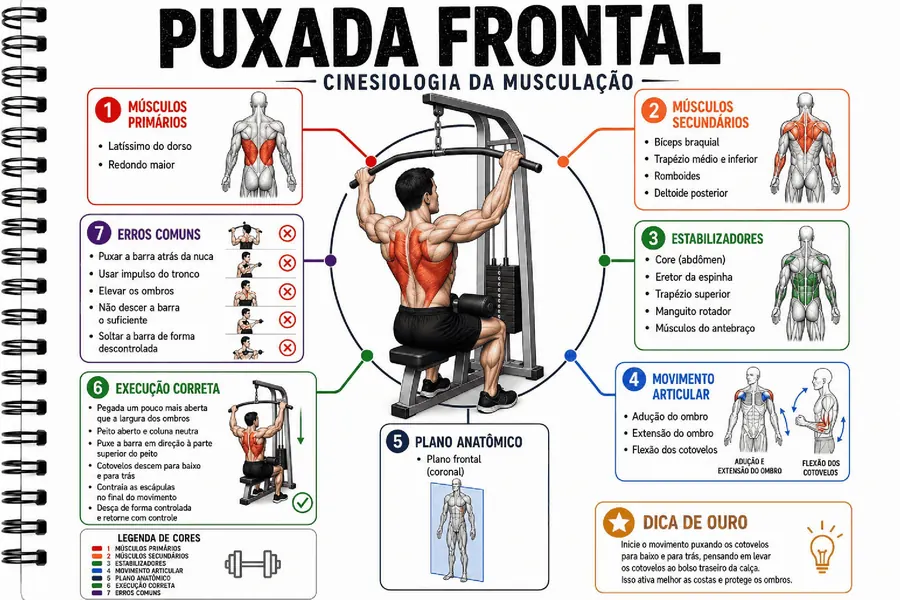 PUXADA FRONTAL
CINESIOLOGIA DA MUSCULAÇÃO
1 MÚSCULOS
PRIMÁRIOS
• Latíssimo do dorso
• Redondo maior
2 MÚSCULOS
SECUNDÁRIOS
• Bíceps braquial
• Trapézio médio e inferior
• Romboides
• Deltoide posterior
7 ERROS COMUNS
• Puxar a barra atrás da nuca
• Usar impulso do tronco
• Elevar os ombros
• Não descer a barra
o suficiente
• Soltar a barra de forma
descontrolada
3 ESTABILIZADORES
• Core (abdômen)
• Eretor da espinha
• Trapézio superior
• Manguito rotador
• Músculos do antebraço
6 EXECUÇÃO CORRETA
• Pegada um pouco mais aberta
que a largura dos ombros
• Peito aberto e coluna neutra
• Puxe a barra em direção à parte
superior do peito
• Cotovelos descem para baixo
e para trás
• Contraia as escápulas
no final do movimento
• Desça de forma controlada
e retorne com controle
4 MOVIMENTO
ARTICULAR
• Adução do ombro
• Extensão do ombro
• Flexão dos cotovelos
ADUÇÃO E
EXTENSÃO DO OMBRO
FLEXÃO DOS
COTOVELOS
5 PLANO ANATÔMICO
• Plano frontal
(coronal)
LEGENDA DE CORES
1 MÚSCULOS PRIMÁRIOS
2 MÚSCULOS SECUNDÁRIOS
3 ESTABILIZADORES
4 MOVIMENTO ARTICULAR
5 PLANO ANATÔMICO
6 EXECUÇÃO CORRETA
7 ERROS COMUNS
DICA DE OURO
Inicie o movimento puxando os cotovelos
para baixo e para trás, pensando em levar
os cotovelos ao bolso traseiro da calça.
Isso ativa melhor as costas e protege os ombros.